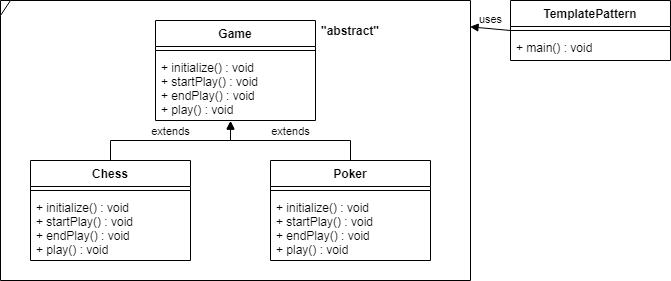 Game
"abstract"
+ initialize() : void
+ startPlay() : void
+ endPlay() : void
+ play() : void
uses
TemplatePattern
+ main() : void
extends
extends
Chess
+ initialize() : void
+ startPlay() : void
+ endPlay() : void
+ play() : void
Poker
+ initialize() : void
+ startPlay() : void
+ endPlay() : void
+ play() : void